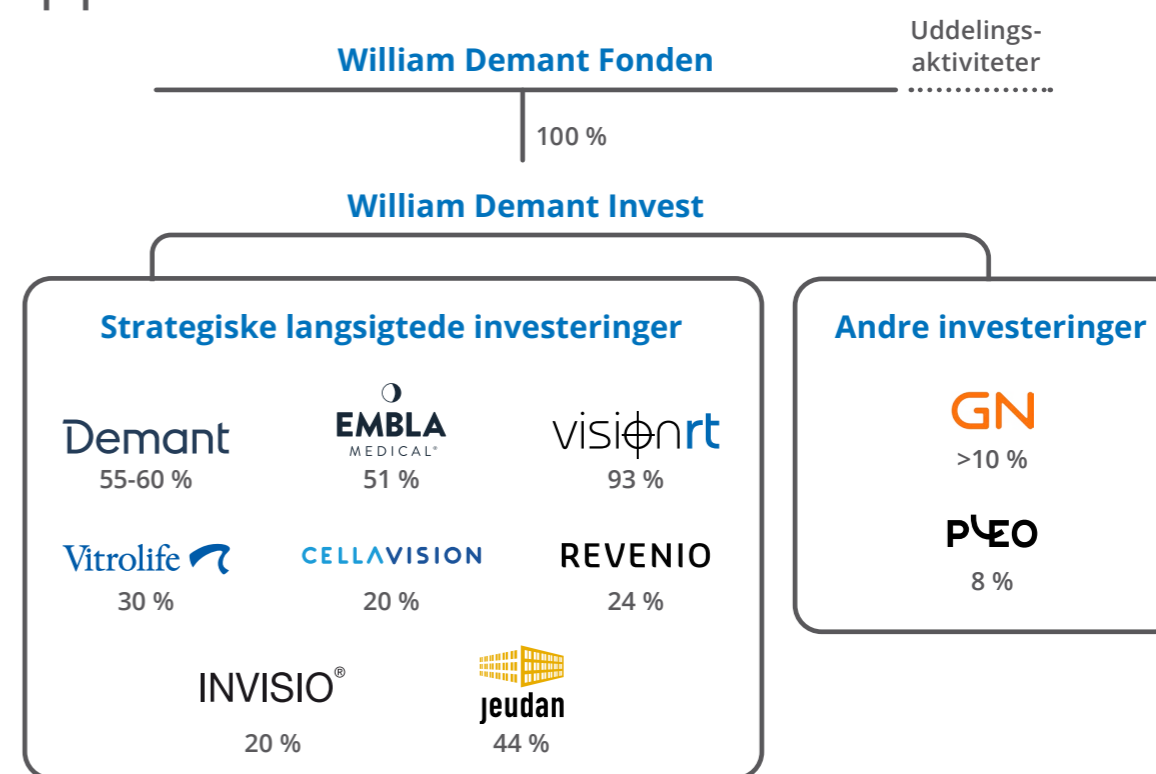 Uddelings-
aktiviteter
William Demant Fonden
100 %
William Demant Invest
Strategiske langsigtede investeringer
Demant
55-60 %
EMBLA
MEDICAL®
51 %
visionrt
93 %
Vitrolife
30 %
CELLAVISION
20 %
REVENIO
24 %
INVISIO®
20 %
jeudan
44 %
Andre investeringer
GN
>10 %
PLEO
8 %